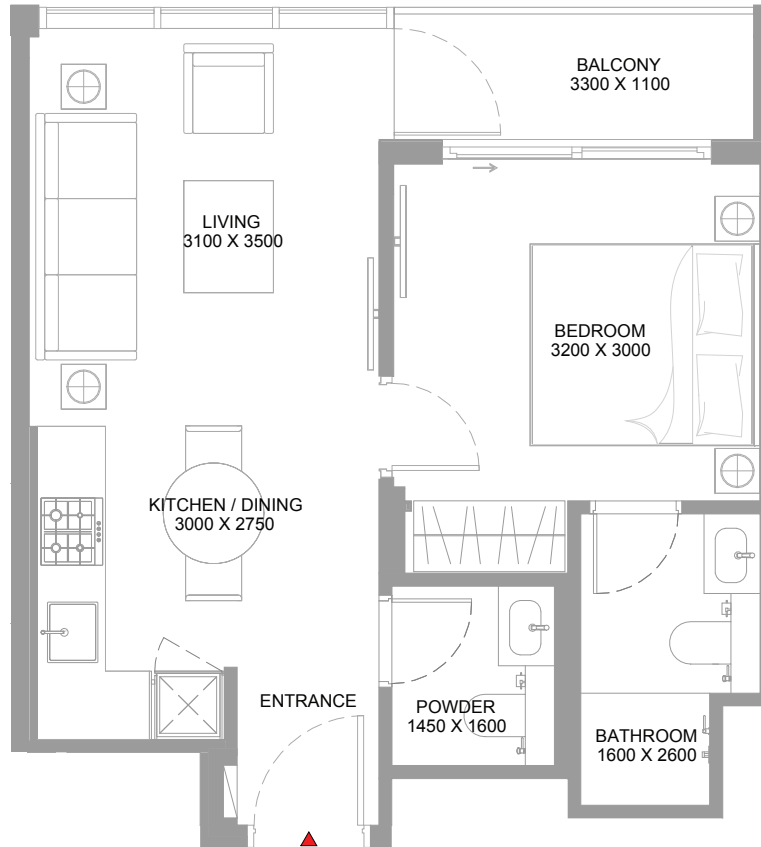 BALCONY
3300 X 1100
LIVING
3100 X 3500
BEDROOM
3200 X 3000
KITCHEN / DINING
3000 X 2750
ENTRANCE
POWDER
1450 X 1600
BATHROOM
1600 X 2600